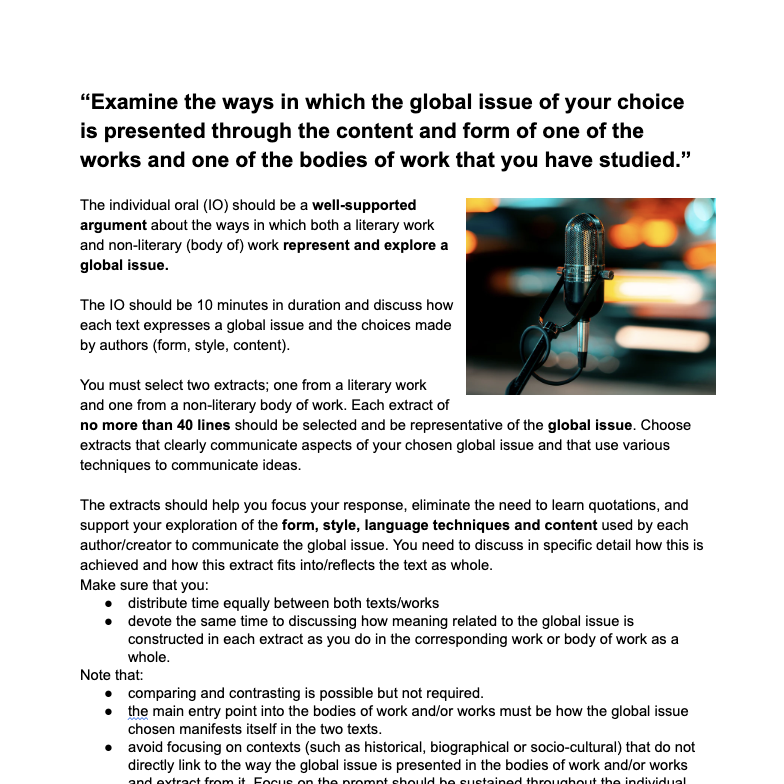 “Examine the ways in which the global issue of your choice
is presented through the content and form of one of the
works and one of the bodies of work that you have studied.”
The individual oral (IO) should be a well-supported
argument about the ways in which both a literary work
and non-literary (body of) work represent and explore a
global issue.
The IO should be 10 minutes in duration and discuss how
each text expresses a global issue and the choices made
by authors (form, style, content).
You must select two extracts; one from a literary work
and one from a non-literary body of work. Each extract of
no more than 40 lines should be selected and be representative of the global issue. Choose
extracts that clearly communicate aspects of your chosen global issue and that use various
techniques to communicate ideas.
The extracts should help you focus your response, eliminate the need to learn quotations, and
support your exploration of the form, style, language techniques and content used by each
author/creator to communicate the global issue. You need to discuss in specific detail how this is
achieved and how this extract fits into/reflects the text as whole.
Make sure that you:
● distribute time equally between both texts/works
● devote the same time to discussing how meaning related to the global issue is
constructed in each extract as you do in the corresponding work or body of work as a
whole.
Note that:
● comparing and contrasting is possible but not required.
● the main entry point into the bodies of work and/or works must be how the global issue
chosen manifests itself in the two texts.
● avoid focusing on contexts (such as historical, biographical or socio-cultural) that do not
directly link to the way the global issue is presented in the bodies of work and/or works
and extract from it. Focus on the prompt should be sustained throughout the individual